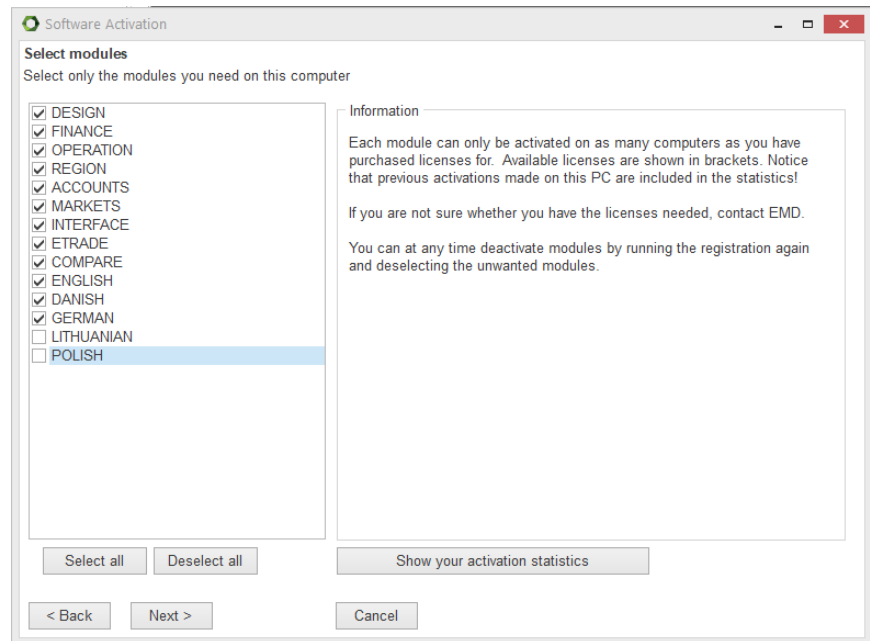 Software Activation
Select modules
Select only the modules you need on this computer
DESIGN
FINANCE
OPERATION
REGION
ACCOUNTS
MARKETS
INTERFACE
ETRADE
COMPARE
ENGLISH
DANISH
GERMAN
LITHUANIAN
POLISH
Information
Each module can only be activated on as many computers as you have
purchased licenses for.  Available licenses are shown in brackets. Notice
that previous activations made on this PC are included in the statistics!
If you are not sure whether you have the licenses needed, contact EMD.
You can at any time deactivate modules by running the registration again
and deselecting the unwanted modules.
Select all
Deselect all
Show your activation statistics
< Back
Next >
Cancel